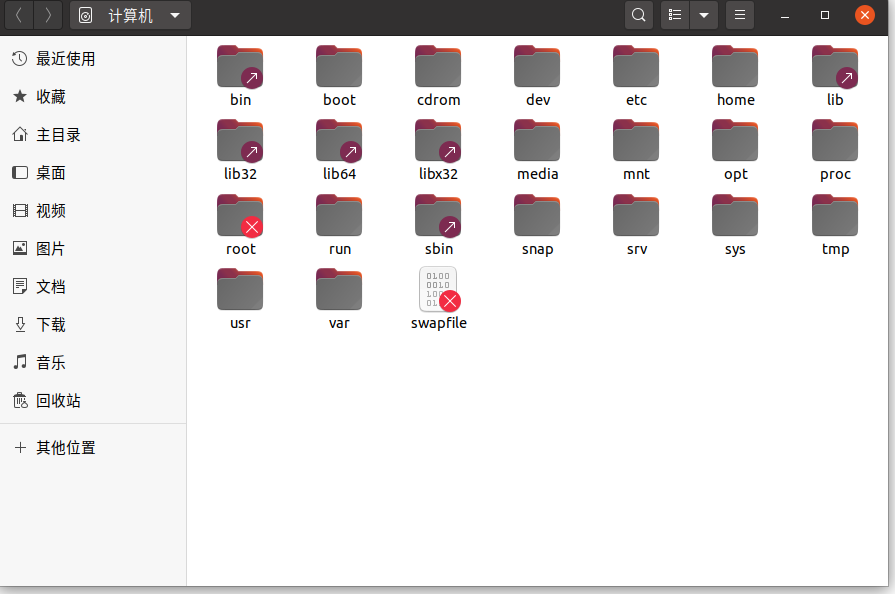 计算机
最近使用
收藏
主目录
桌面
视频
图片
文档
下载
音乐
回收站
其他位置
bin boot cdrom dev etc home lib
lib32 lib64 libx32 media mnt opt proc
root run sbin snap srv sys tmp
usr var swapfile